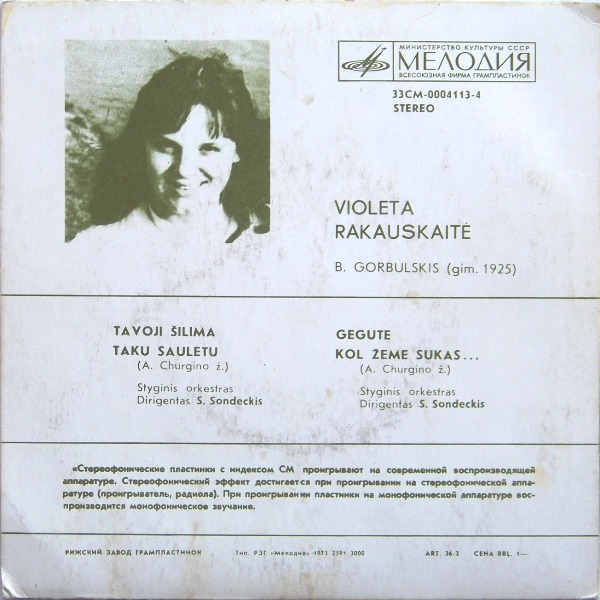 МИНИСТЕРСТВО КУЛЬТУРЫ СССР
МЕЛОДИЯ
ВСЕСОЮЗНАЯ ФИРМА ГРАМПЛАСТИНОК
33СМ-0004113-4
STEREO
VIOLETA
RAKAUSKAITĖ
B. GORBULSKIS (gim. 1925)
TAVOJI ŠILIMA
TAKU SAULETU
(A. Churgino ž.)
Styginis orkestras
Dirigentas S. Sondeckis
GEGUTE
KOL ŽEME SUKAS...
(A. Churgino ž.)
Styginis orkestras
Dirigentas S. Sondeckis
«Стереофонические пластинки с индексом СМ проигрывают на современной воспроизводящей
аппаратуре. Стереофонический эффект достигается при проигрывании на стереофонической аппа-
ратуре (проигрыватель, радиола). При проигрывании пластинки на монофонической аппаратуре вос-
производится монофоническое звучание.
РИЖСКИЙ ЗАВОД ГРАМПЛАСТИНОК
Тип. РЗГ «Мелодия» 1973 2591 3000
ART. 36-3
CENA RBĻ. 1—